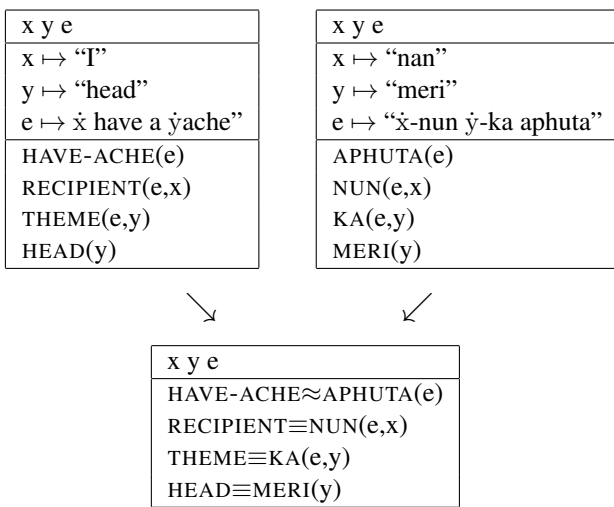 x y e
x ↦ “I”
y ↦ “head”
e ↦ ẋ have a ẏache”
HAVE-ACHE(e)
RECIPIENT(e,x)
THEME(e,y)
HEAD(y)
x y e
x ↦ “nan”
y ↦ “meri”
e ↦ “ẋ-nun ẏ-ka aphuta”
APHUTA(e)
NUN(e,x)
KA(e,y)
MERI(y)
↘ ↙
x y e
HAVE-ACHE≈APHUTA(e)
RECIPIENT≡NUN(e,x)
THEME≡KA(e,y)
HEAD≡MERI(y)